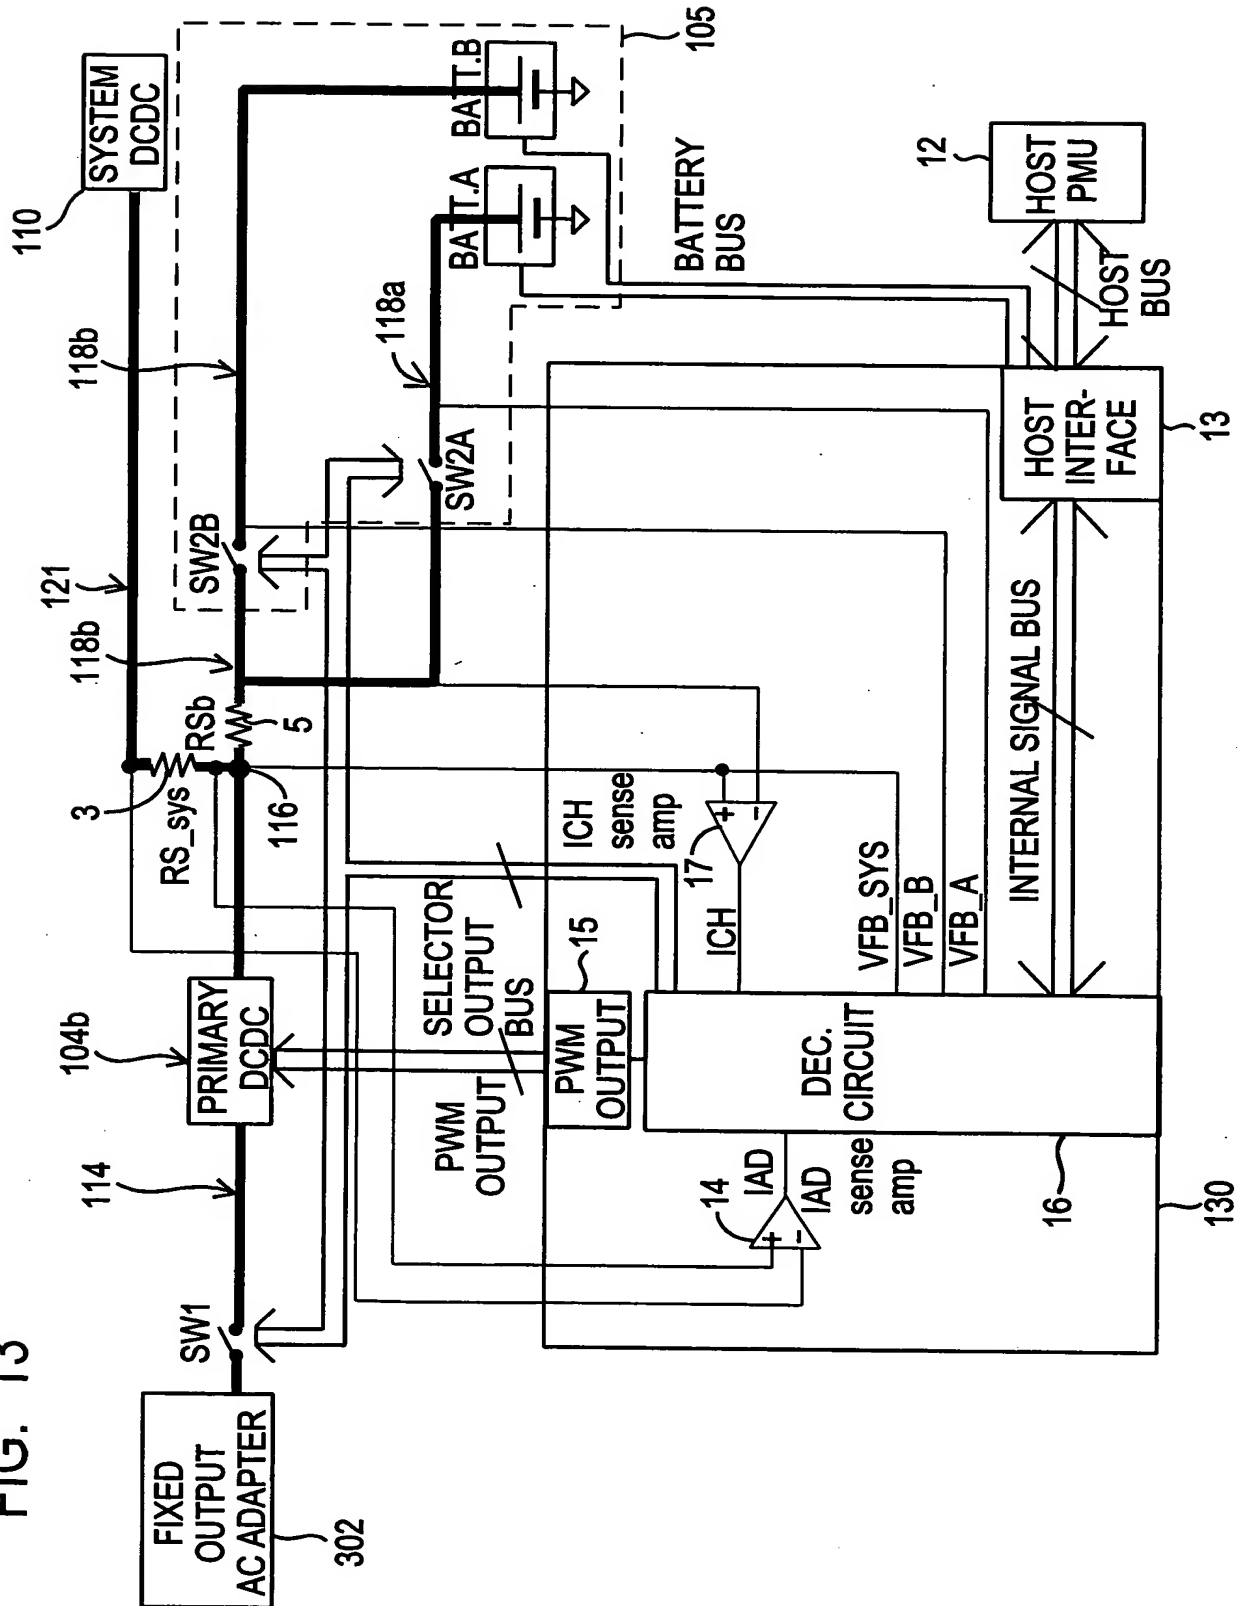 FIG. 13
FIXED
OUTPUT
AC ADAPTER
302
SW1
114
104b
PRIMARY
DCDC
3
RS_sys
116
RSb
5
118b
121
SW2B
118b
110
SYSTEM
DCDC
118a
SW2A
BATT.A
BATT.B
105
BATTERY
BUS
12
HOST
PMU
HOST
BUS
HOST
INTER-
FACE
13
INTERNAL SIGNAL BUS
SELECTOR
OUTPUT
BUS
PWM
OUTPUT
15
PWM
OUTPUT
ICH
sense
amp
17
+
-
ICH
VFB_SYS
VFB_B
VFB_A
DEC.
CIRCUIT
16
14
+
-
IAD
IAD
sense
amp
130